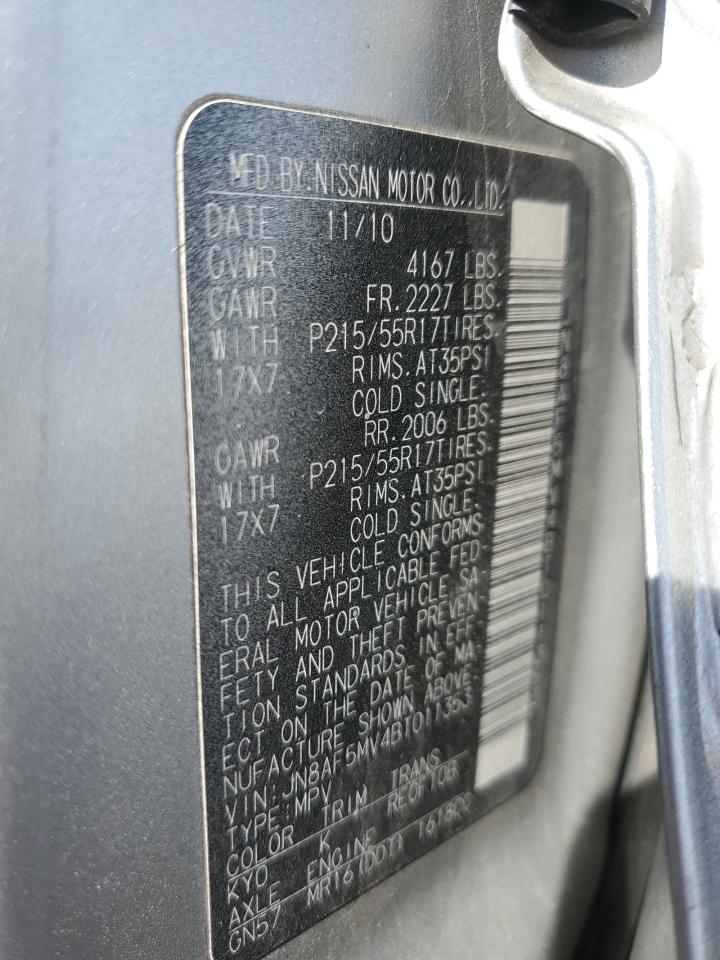 MFD BY.NISSAN MOTOR CO.,LTD.
DATE 11/10
GVWR 4167 LBS.
GAWR FR.2227 LBS.
WITH P215/55R17TIRES.
17X7 RIMS.AT35PSI
COLD SINGLE.
GAWR RR.2006 LBS.
WITH P215/55R17TIRES.
17X7 RIMS.AT35PSI
COLD SINGLE.
THIS VEHICLE CONFORMS
TO ALL APPLICABLE FED-
ERAL MOTOR VEHICLE SA-
FETY AND THEFT PREVEN-
TION STANDARDS IN EFF-
ECT ON THE DATE OF MA-
NUFACTURE SHOWN ABOVE.
VIN:JN8AF5MV4BT011353
TYPE:MPV
COLOR TRIM TRANS
KY0 K
AXLE ENGINE
GN57 MR16(DDT)